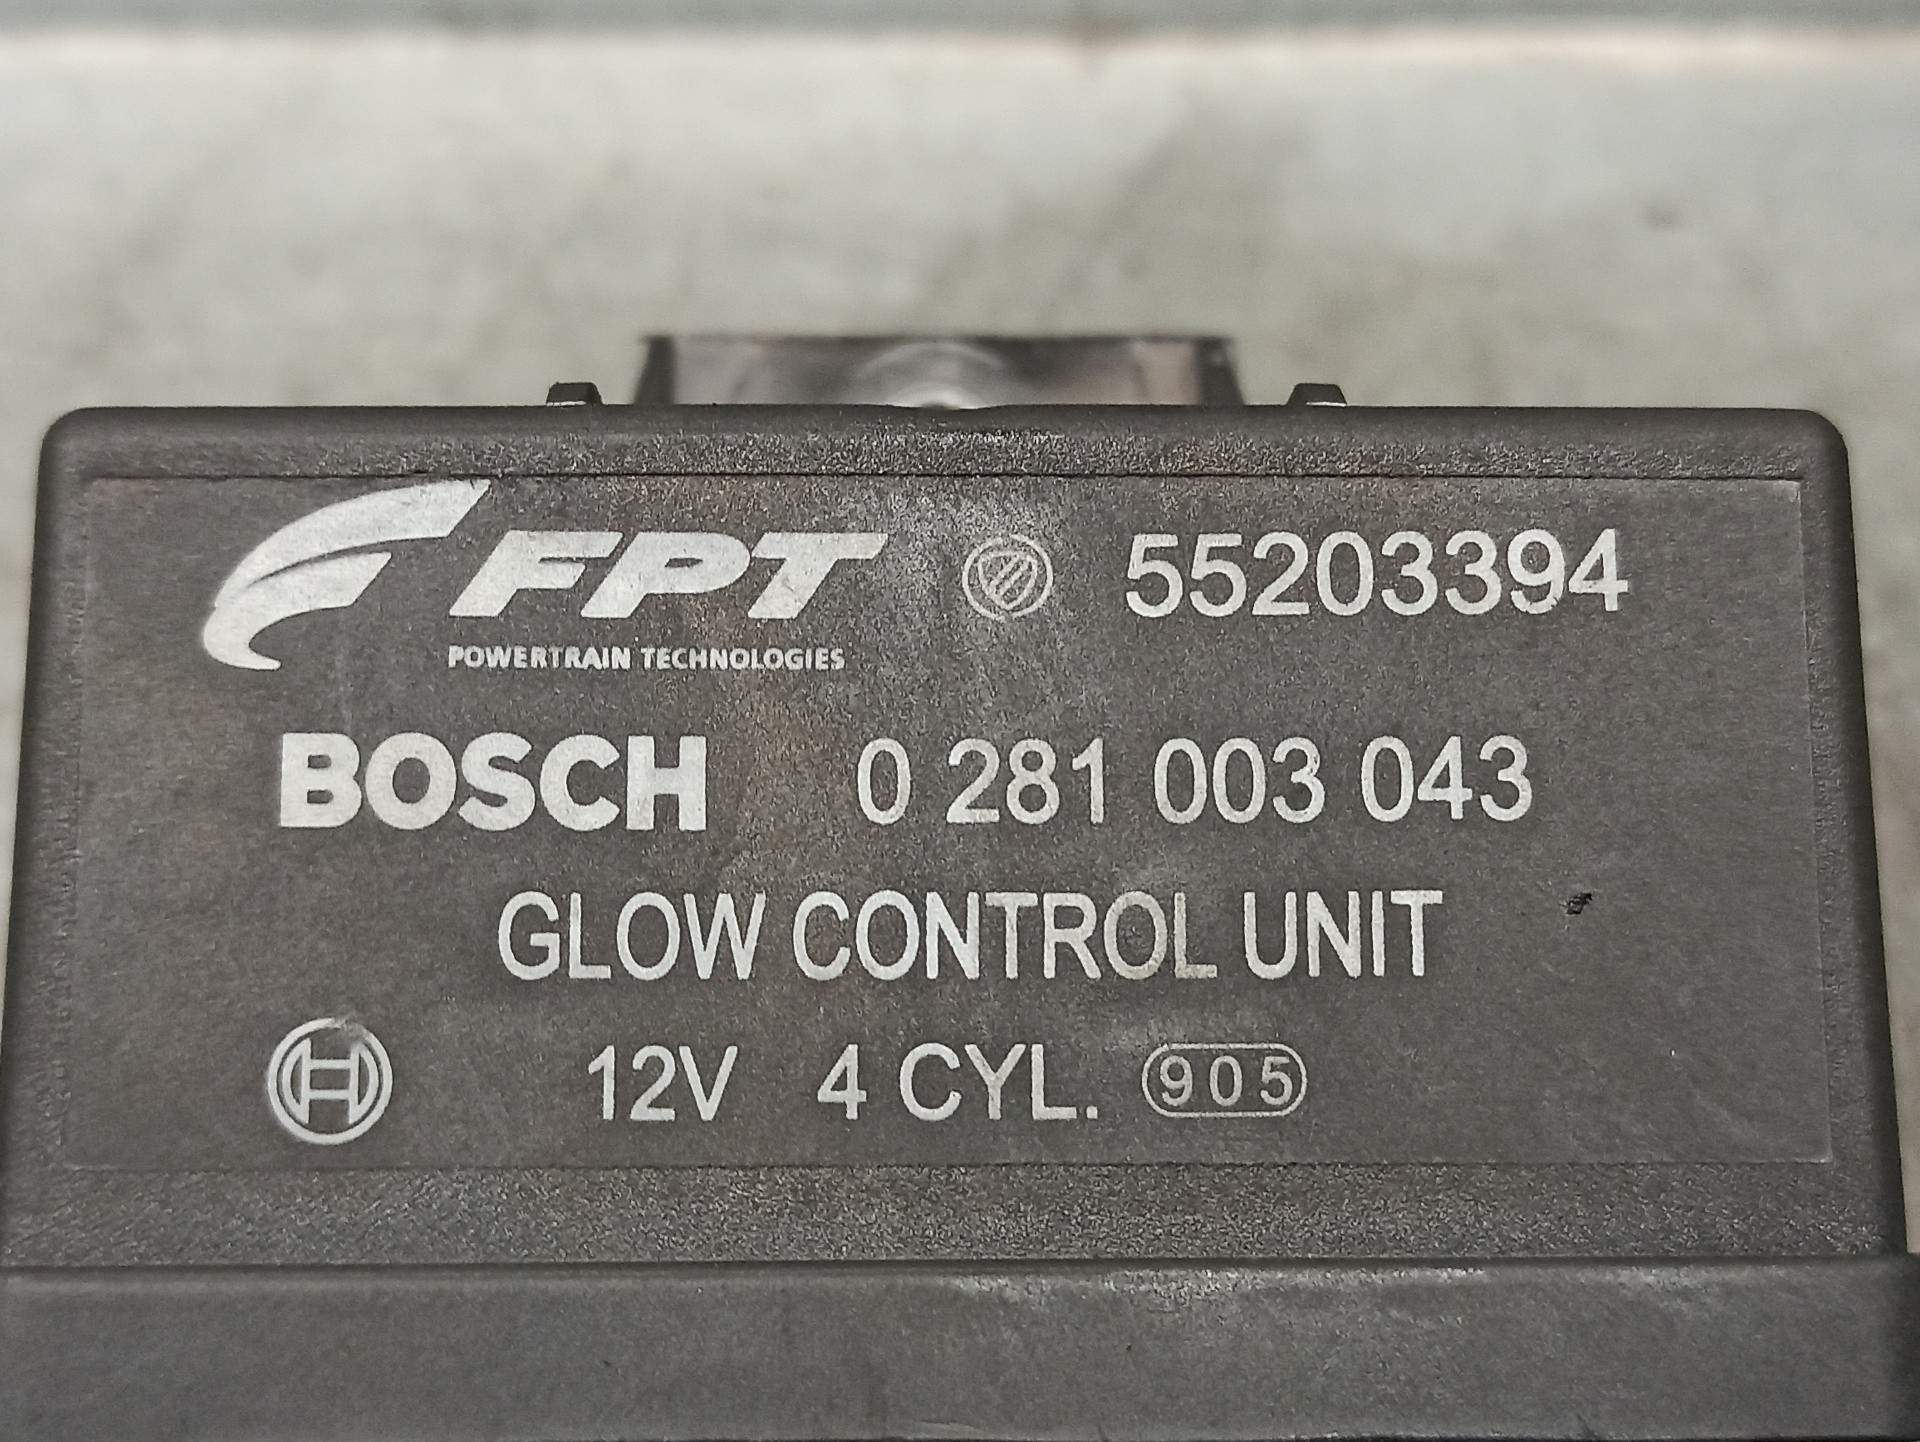 FPT 55203394
POWERTRAIN TECHNOLOGIES
BOSCH 0 281 003 043
GLOW CONTROL UNIT
12V 4 CYL. 905